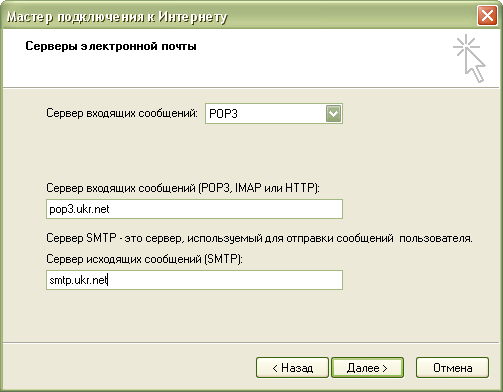 Мастер подключения к Интернету
Серверы электронной почты
Сервер входящих сообщений: POP3
Сервер входящих сообщений (POP3, IMAP или HTTP):
pop3.ukr.net
Сервер SMTP - это сервер, используемый для отправки сообщений пользователя.
Сервер исходящих сообщений (SMTP):
smtp.ukr.net
< Назад Далее > Отмена